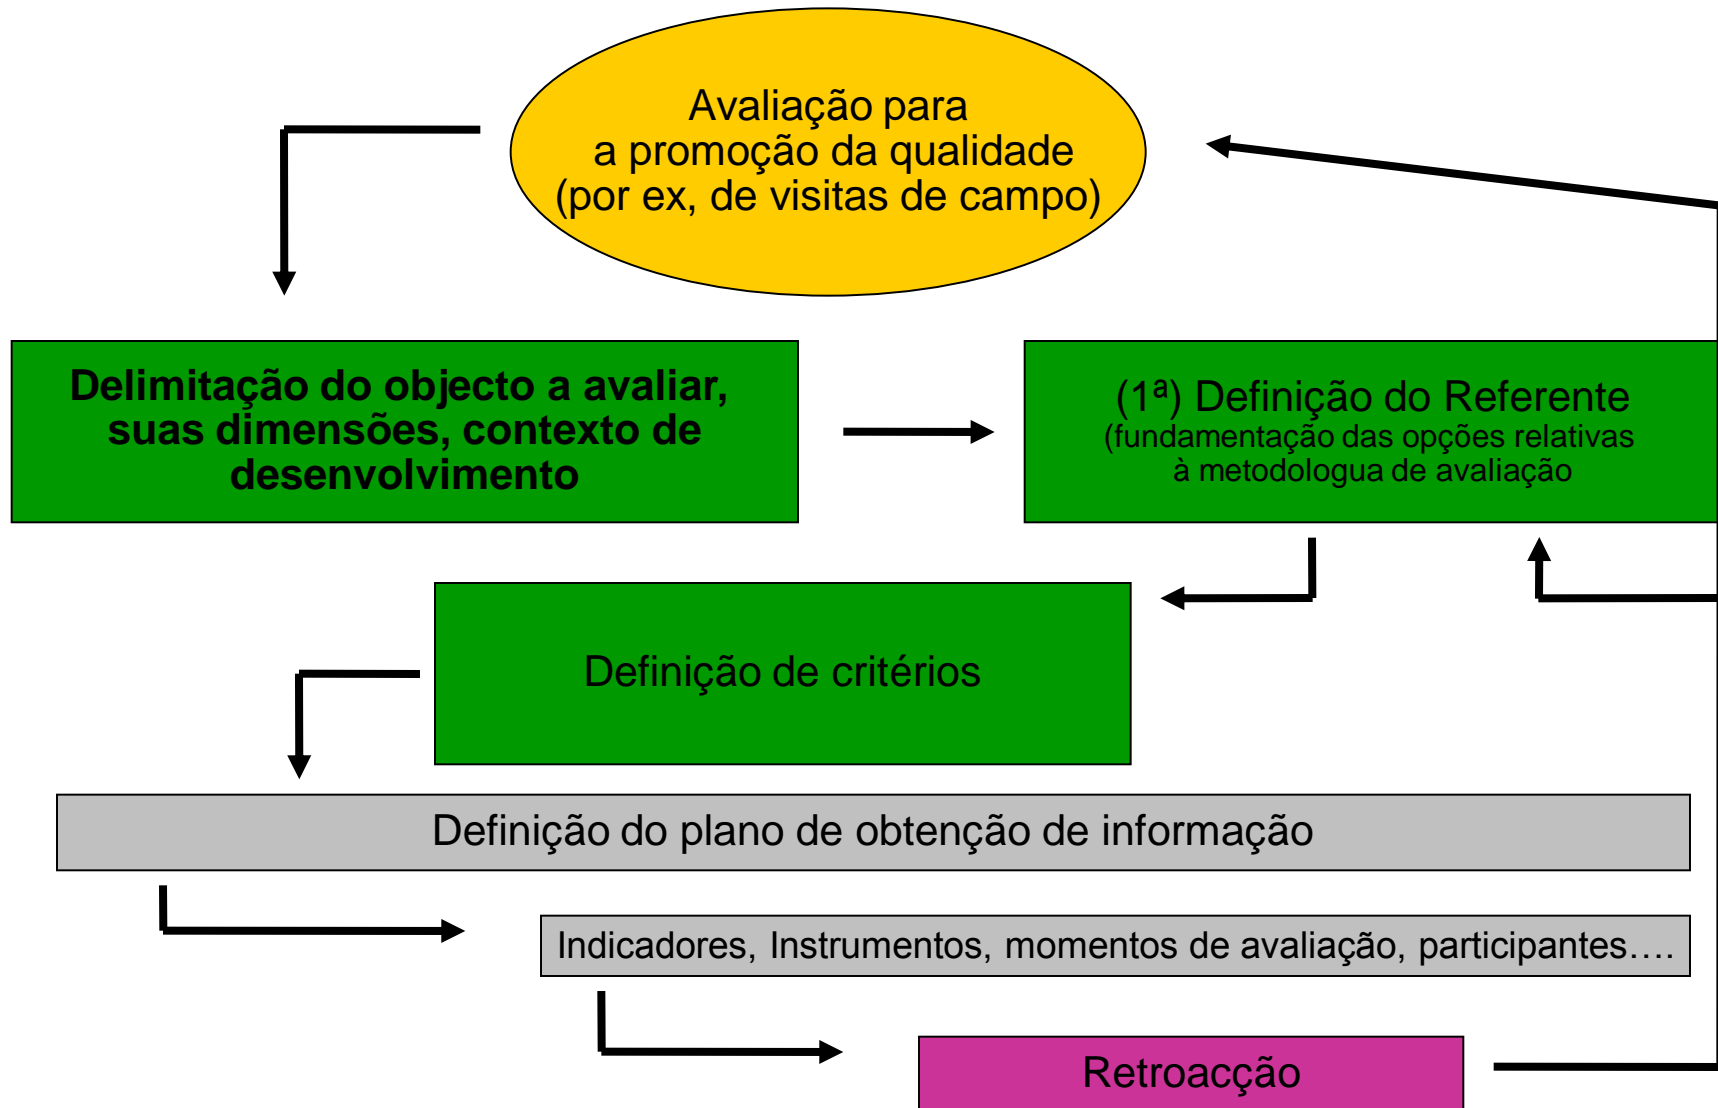 Avaliação para
a promoção da qualidade
(por ex, de visitas de campo)
Delimitação do objecto a avaliar,
suas dimensões, contexto de
desenvolvimento
(1ª) Definição do Referente
(fundamentação das opções relativas
à metodologua de avaliação
Definição de critérios
Definição do plano de obtenção de informação
Indicadores, Instrumentos, momentos de avaliação, participantes….
Retroacção